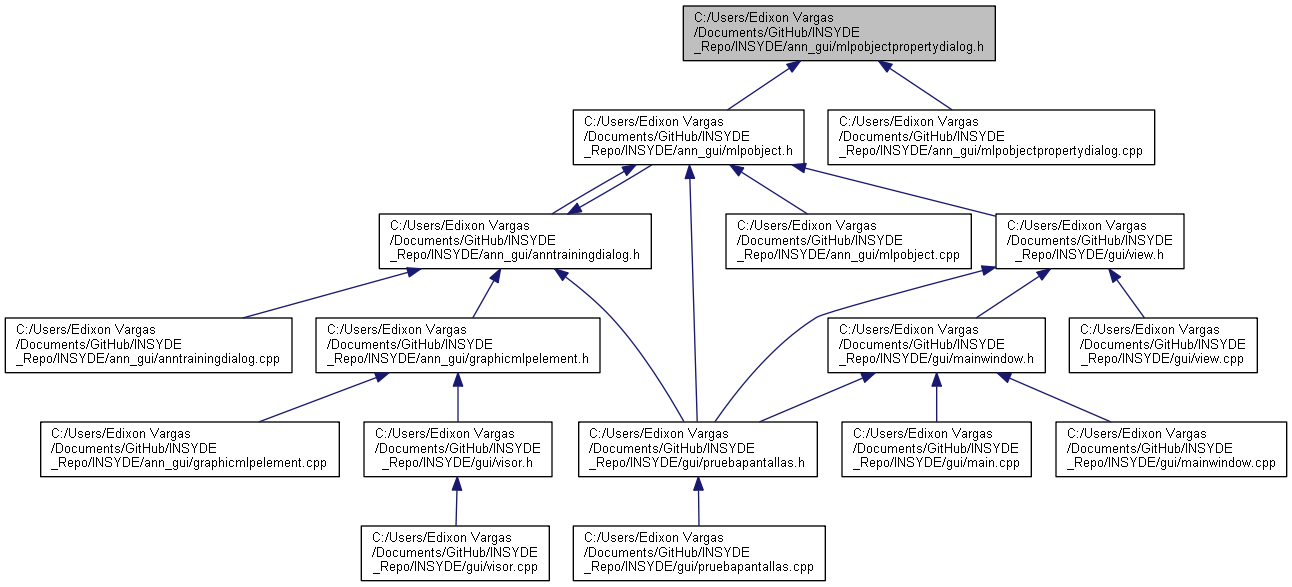 C:/Users/Edixon Vargas
/Documents/GitHub/INSYDE
_Repo/INSYDE/ann_gui/mlpobjectpropertydialog.h
C:/Users/Edixon Vargas
/Documents/GitHub/INSYDE
_Repo/INSYDE/ann_gui/mlpobject.h
C:/Users/Edixon Vargas
/Documents/GitHub/INSYDE
_Repo/INSYDE/ann_gui/mlpobjectpropertydialog.cpp
C:/Users/Edixon Vargas
/Documents/GitHub/INSYDE
_Repo/INSYDE/ann_gui/anntrainingdialog.h
C:/Users/Edixon Vargas
/Documents/GitHub/INSYDE
_Repo/INSYDE/ann_gui/mlpobject.cpp
C:/Users/Edixon Vargas
/Documents/GitHub/INSYDE
_Repo/INSYDE/gui/view.h
C:/Users/Edixon Vargas
/Documents/GitHub/INSYDE
_Repo/INSYDE/ann_gui/anntrainingdialog.cpp
C:/Users/Edixon Vargas
/Documents/GitHub/INSYDE
_Repo/INSYDE/ann_gui/graphicmlpelement.h
C:/Users/Edixon Vargas
/Documents/GitHub/INSYDE
_Repo/INSYDE/gui/mainwindow.h
C:/Users/Edixon Vargas
/Documents/GitHub/INSYDE
_Repo/INSYDE/gui/view.cpp
C:/Users/Edixon Vargas
/Documents/GitHub/INSYDE
_Repo/INSYDE/ann_gui/graphicmlpelement.cpp
C:/Users/Edixon Vargas
/Documents/GitHub/INSYDE
_Repo/INSYDE/gui/visor.h
C:/Users/Edixon Vargas
/Documents/GitHub/INSYDE
_Repo/INSYDE/gui/pruebapantallas.h
C:/Users/Edixon Vargas
/Documents/GitHub/INSYDE
_Repo/INSYDE/gui/main.cpp
C:/Users/Edixon Vargas
/Documents/GitHub/INSYDE
_Repo/INSYDE/gui/mainwindow.cpp
C:/Users/Edixon Vargas
/Documents/GitHub/INSYDE
_Repo/INSYDE/gui/visor.cpp
C:/Users/Edixon Vargas
/Documents/GitHub/INSYDE
_Repo/INSYDE/gui/pruebapantallas.cpp